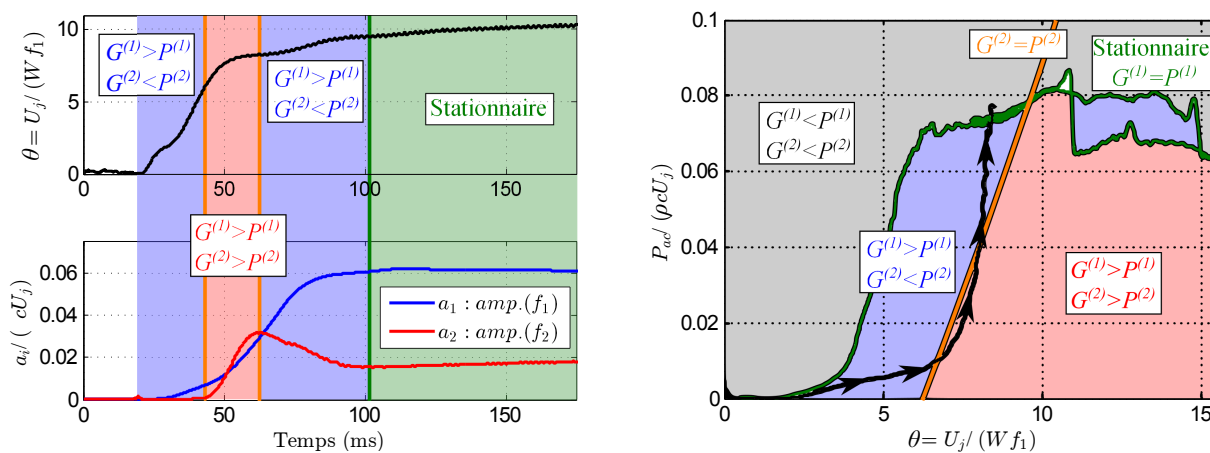 10
5
0
θ = U_j / (W f_1)
G^(1)>P^(1)
G^(2)<P^(2)
G^(1)>P^(1)
G^(2)<P^(2)
Stationnaire
0 50 100 150
G^(1)>P^(1)
G^(2)>P^(2)
0.06
0.04
0.02
0
a_i / ( cU_j)
a_1 : amp.(f_1)
a_2 : amp.(f_2)
0 50 100 150
Temps (ms)
0.1
0.08
0.06
0.04
0.02
0
P_ac / (ρcU_j)
G^(2)=P^(2)
Stationnaire
G^(1)=P^(1)
G^(1)<P^(1)
G^(2)<P^(2)
G^(1)>P^(1)
G^(2)<P^(2)
G^(1)>P^(1)
G^(2)>P^(2)
0 5 10 15
θ = U_j / (W f_1)